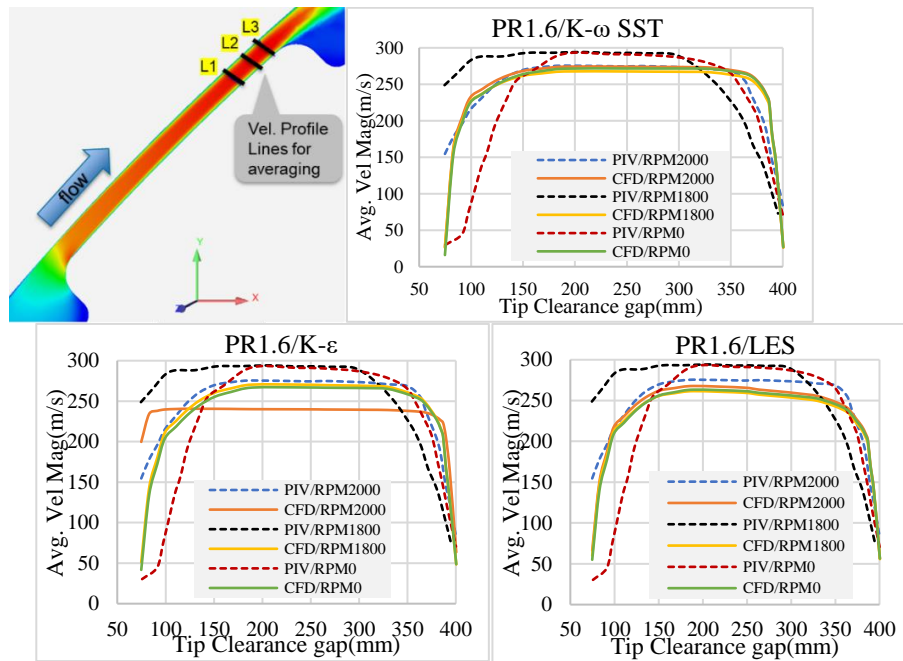 L3
L2
L1
Vel. Profile
Lines for
averaging
flow
Y
X
PR1.6/K-ω SST
Avg. Vel Mag(m/s)
300
250
200
150
100
50
0
PIV/RPM2000
CFD/RPM2000
PIV/RPM1800
CFD/RPM1800
PIV/RPM0
CFD/RPM0
50 100 150 200 250 300 350 400
Tip Clearance gap(mm)
PR1.6/K-ε
Avg. Vel Mag(m/s)
300
250
200
150
100
50
0
PIV/RPM2000
CFD/RPM2000
PIV/RPM1800
CFD/RPM1800
PIV/RPM0
CFD/RPM0
50 100 150 200 250 300 350 400
Tip Clearance gap(mm)
PR1.6/LES
Avg. Vel Mag(m/s)
300
250
200
150
100
50
0
PIV/RPM2000
CFD/RPM2000
PIV/RPM1800
CFD/RPM1800
PIV/RPM0
CFD/RPM0
50 100 150 200 250 300 350 400
Tip Clearance gap(mm)